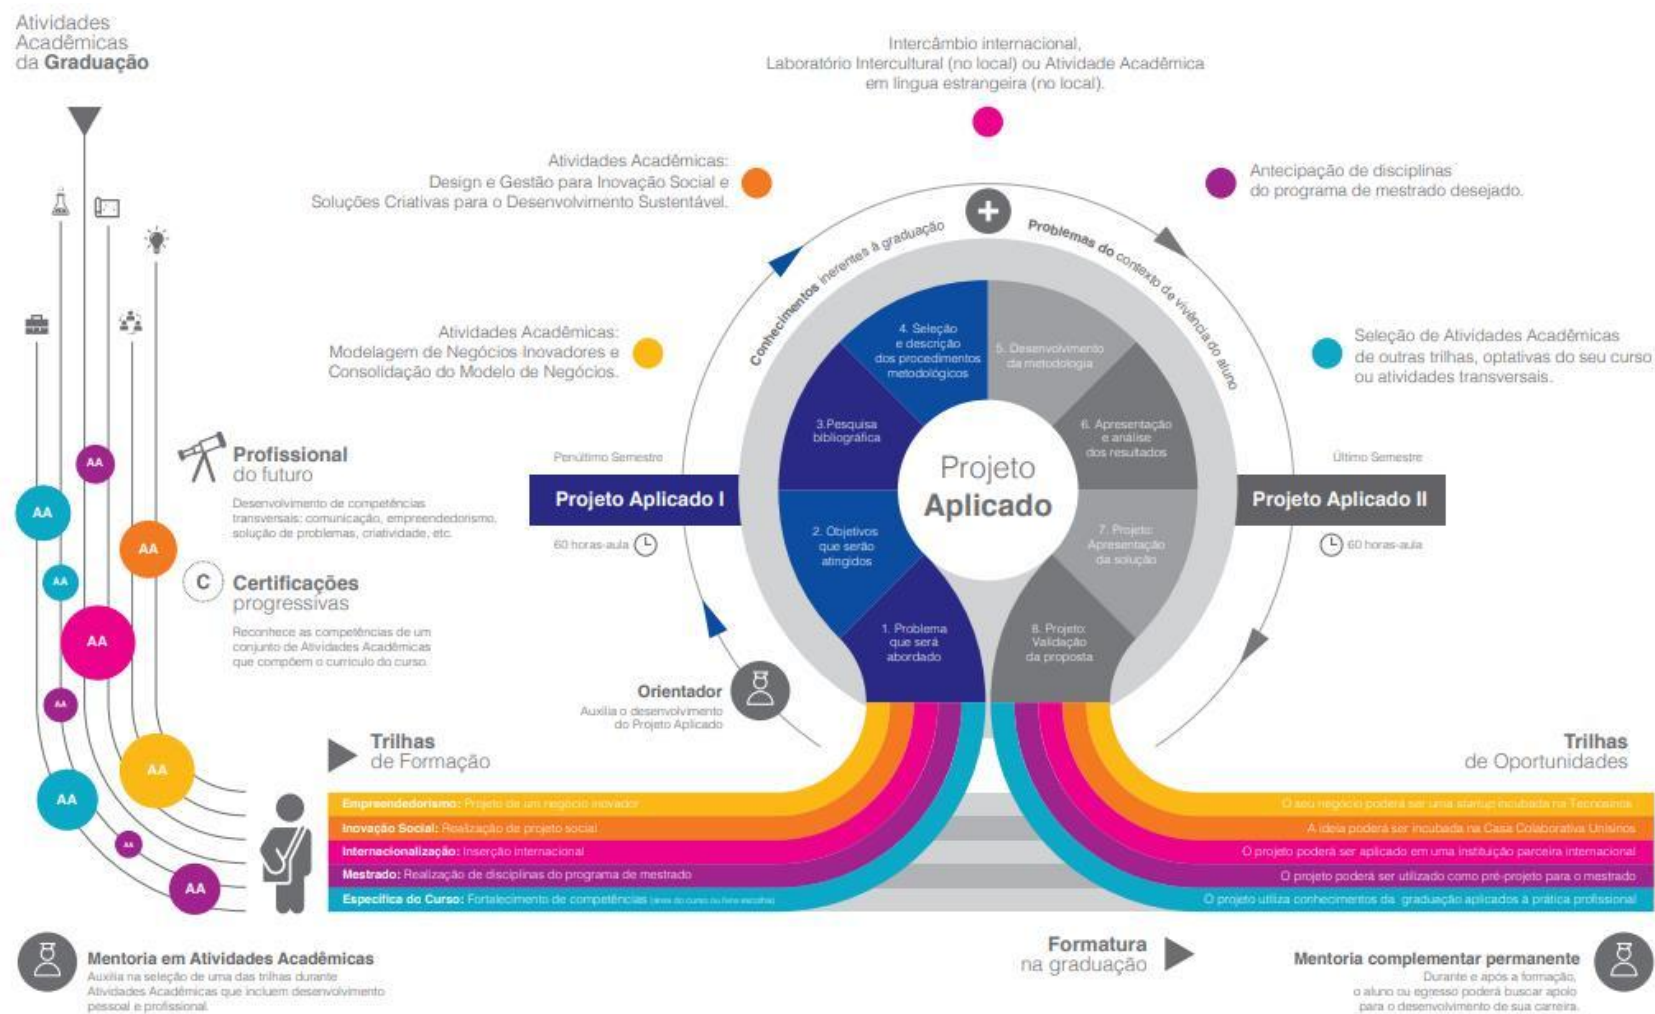 Atividades
Acadêmicas
da Graduação
Intercâmbio internacional,
Laboratório Intercultural (no local) ou Atividade Acadêmica
em língua estrangeira (no local).
Atividades Acadêmicas:
Design e Gestão para Inovação Social e
Soluções Criativas para o Desenvolvimento Sustentável.
Antecipação de disciplinas
do programa de mestrado desejado.
Atividades Acadêmicas:
Modelagem de Negócios Inovadores e
Consolidação do Modelo de Negócios.
Seleção de Atividades Acadêmicas
de outras trilhas, optativas do seu curso
ou atividades transversais.
Conhecimentos inerentes à graduação
Problemas do contexto de vivência do aluno
AA
AA
AA
AA
AA
AA
AA
AA
AA
AA
Profissional
do futuro
Desenvolvimento de competências
transversais: comunicação, empreendedorismo,
solução de problemas, criatividade, etc.
C
Certificações
progressivas
Reconhece as competências de um
conjunto de Atividades Acadêmicas
que compõem o currículo do curso.
Penúltimo Semestre
Projeto Aplicado I
60 horas-aula
Projeto
Aplicado
1. Problema
que será
abordado
2. Objetivos
que serão
atingidos
3.Pesquisa
bibliográfica
4. Seleção
e descrição
dos procedimentos
metodológicos
5. Desenvolvimento
da metodologia
6. Apresentação
e análise
dos resultados
7. Projeto:
Apresentação
da solução
8. Projeto:
Validação
da proposta
Último Semestre
Projeto Aplicado II
60 horas-aula
Orientador
Auxilia o desenvolvimento
do Projeto Aplicado
Trilhas
de Formação
Empreendedorismo: Projeto de um negócio inovador
Inovação Social: Realização de projeto social
Internacionalização: Inserção internacional
Mestrado: Realização de disciplinas do programa de mestrado
Específica do Curso: Fortalecimento de competências (área do curso ou livre escolha)
Trilhas
de Oportunidades
O seu negócio poderá ser uma startup incubada na Tecnosinos
A ideia poderá ser incubada na Casa Colaborativa Unisinos
O projeto poderá ser aplicado em uma instituição parceira internacional
O projeto poderá ser utilizado como pré-projeto para o mestrado
O projeto utiliza conhecimentos da graduação aplicados à prática profissional
Mentoria em Atividades Acadêmicas
Auxilia na seleção de uma das trilhas durante
Atividades Acadêmicas que incluem desenvolvimento
pessoal e profissional.
Formatura
na graduação
Mentoria complementar permanente
Durante e após a formação,
o aluno ou egresso poderá buscar apoio
para o desenvolvimento de sua carreira.